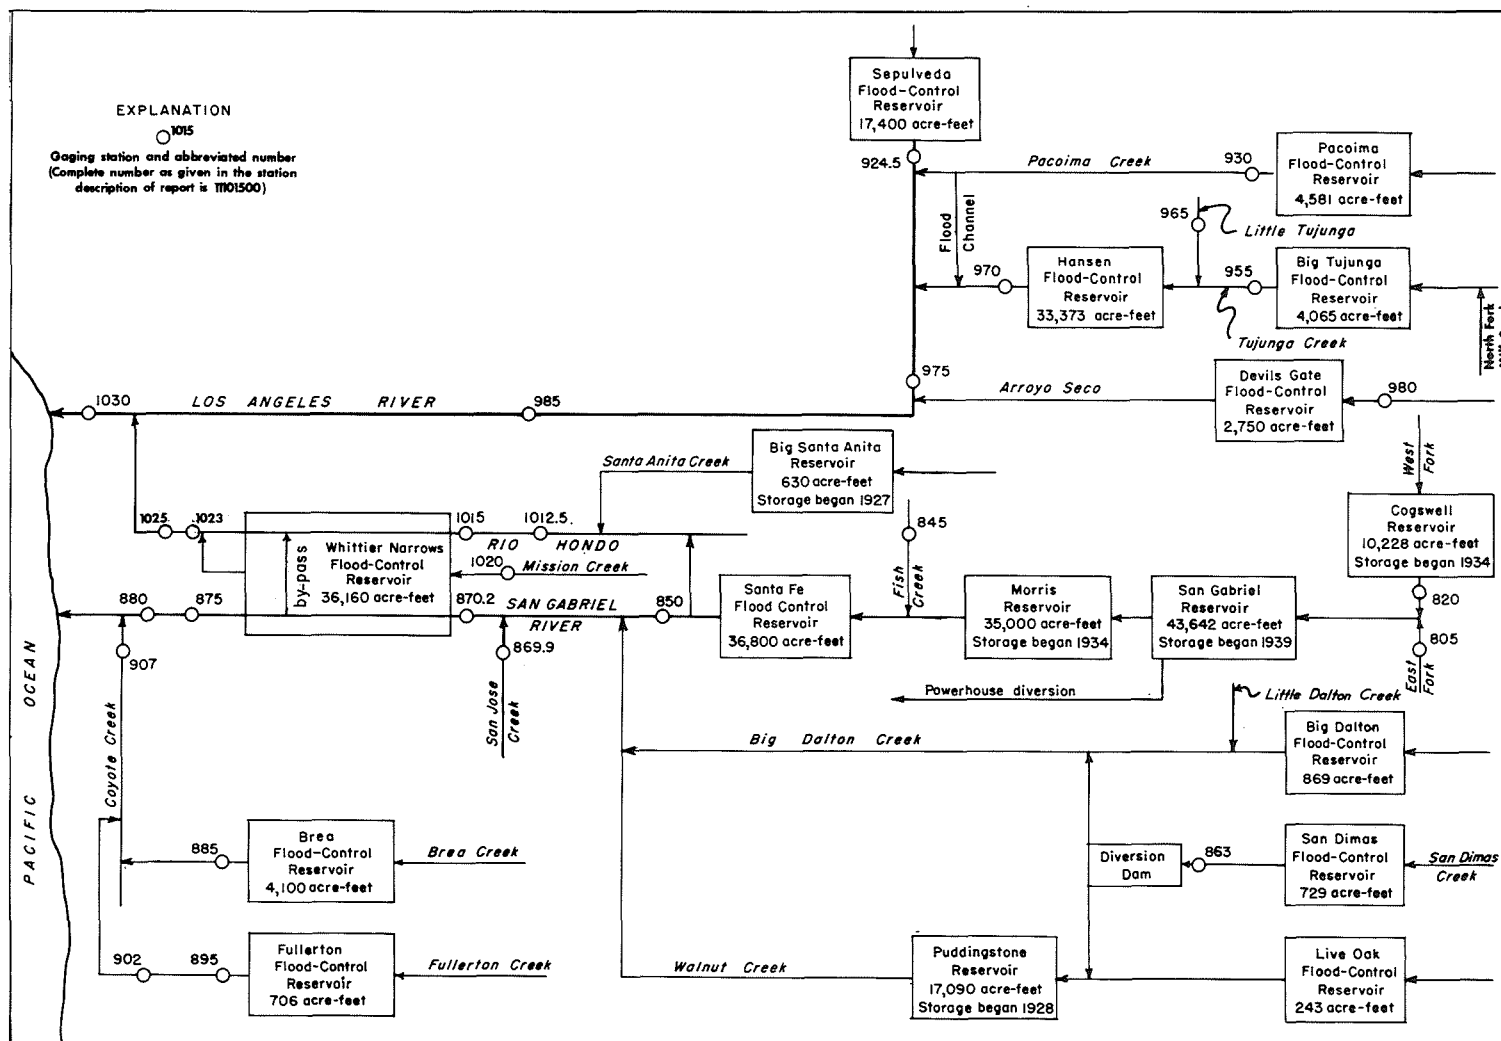 EXPLANATION
1015
Gaging station and abbreviated number
(Complete number as given in the station
description of report is 11101500)
Sepulveda
Flood-Control
Reservoir
17,400 acre-feet
924.5
Pacoima Creek
930
Pacoima
Flood-Control
Reservoir
4,581 acre-feet
Flood
Channel
965
Little Tujunga
970
Hansen
Flood-Control
Reservoir
33,373 acre-feet
955
Tujunga Creek
Big Tujunga
Flood-Control
Reservoir
4,065 acre-feet
North Fork
975
Arroyo Seco
Devils Gate
Flood-Control
Reservoir
2,750 acre-feet
980
1030
LOS ANGELES RIVER
985
Santa Anita Creek
Big Santa Anita
Reservoir
630 acre-feet
Storage began 1927
West
Fork
Cogswell
Reservoir
10,228 acre-feet
Storage began 1934
1025
1023
by-pass
Whittier Narrows
Flood-Control
Reservoir
36,160 acre-feet
1015
1012.5
RIO HONDO
1020
Mission Creek
845
Fish
Creek
880
875
870.2
SAN GABRIEL
RIVER
850
Santa Fe
Flood Control
Reservoir
36,800 acre-feet
Morris
Reservoir
35,000 acre-feet
Storage began 1934
San Gabriel
Reservoir
43,642 acre-feet
Storage began 1939
820
805
East
Fork
907
869.9
San Jose
Creek
Powerhouse diversion
Little Dalton Creek
PACIFIC OCEAN
Coyote Creek
Big Dalton Creek
Big Dalton
Flood-Control
Reservoir
869 acre-feet
885
Brea
Flood-Control
Reservoir
4,100 acre-feet
Brea Creek
Diversion
Dam
863
San Dimas
Flood-Control
Reservoir
729 acre-feet
San Dimas
Creek
902
895
Fullerton
Flood-Control
Reservoir
706 acre-feet
Fullerton Creek
Walnut Creek
Puddingstone
Reservoir
17,090 acre-feet
Storage began 1928
Live Oak
Flood-Control
Reservoir
243 acre-feet